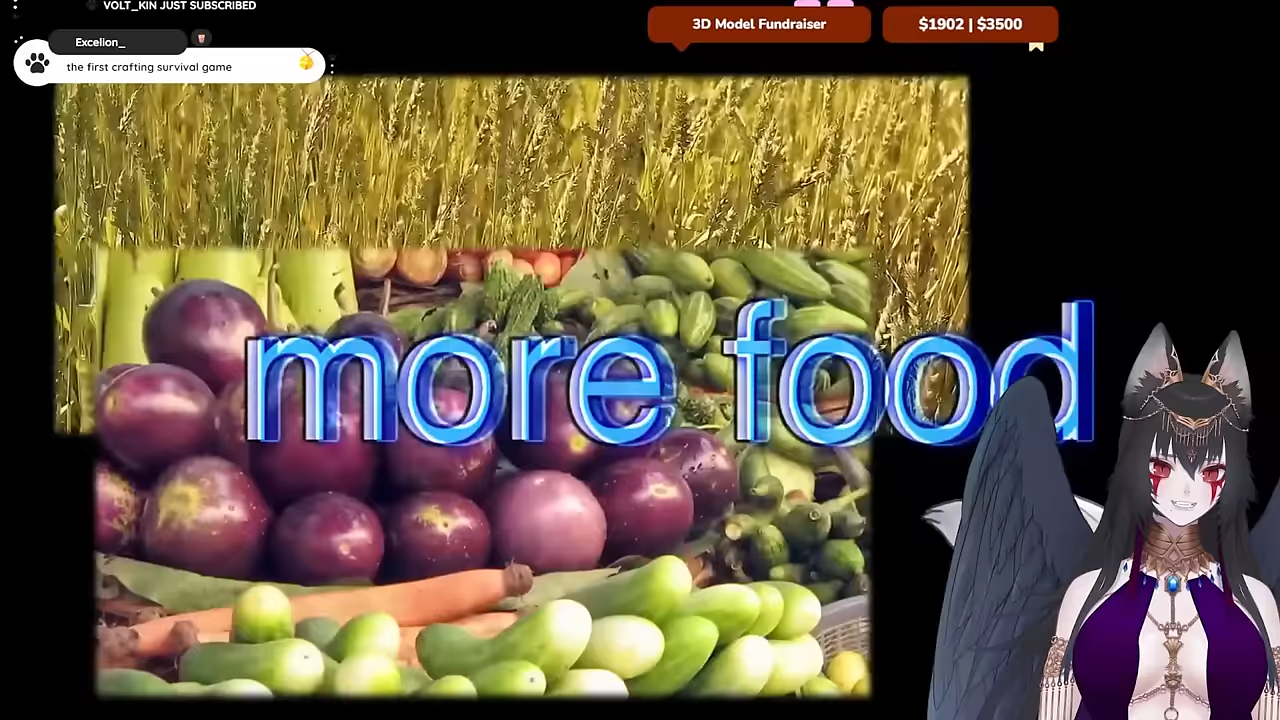 VOLT_KIN JUST SUBSCRIBED
3D Model Fundraiser
$1902 | $3500
Excelion_
the first crafting survival game
more food